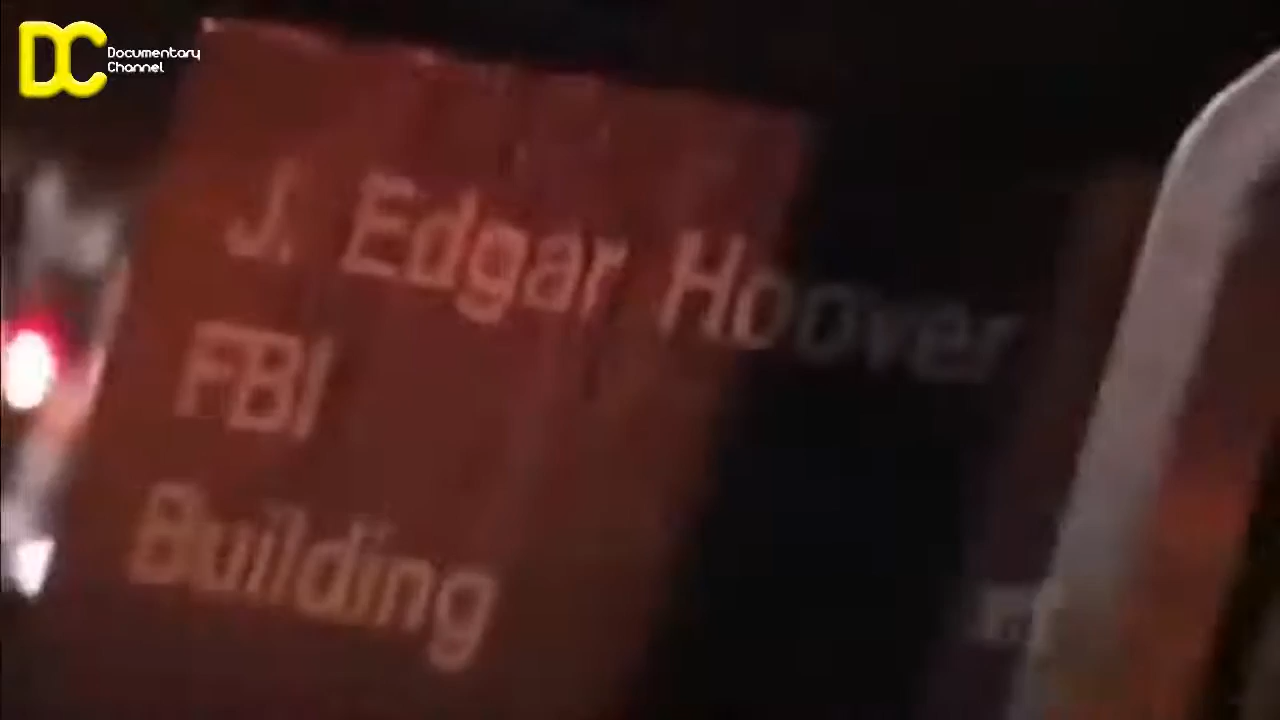 DC Documentary
Channel
J. Edgar Hoover
FBI
Building